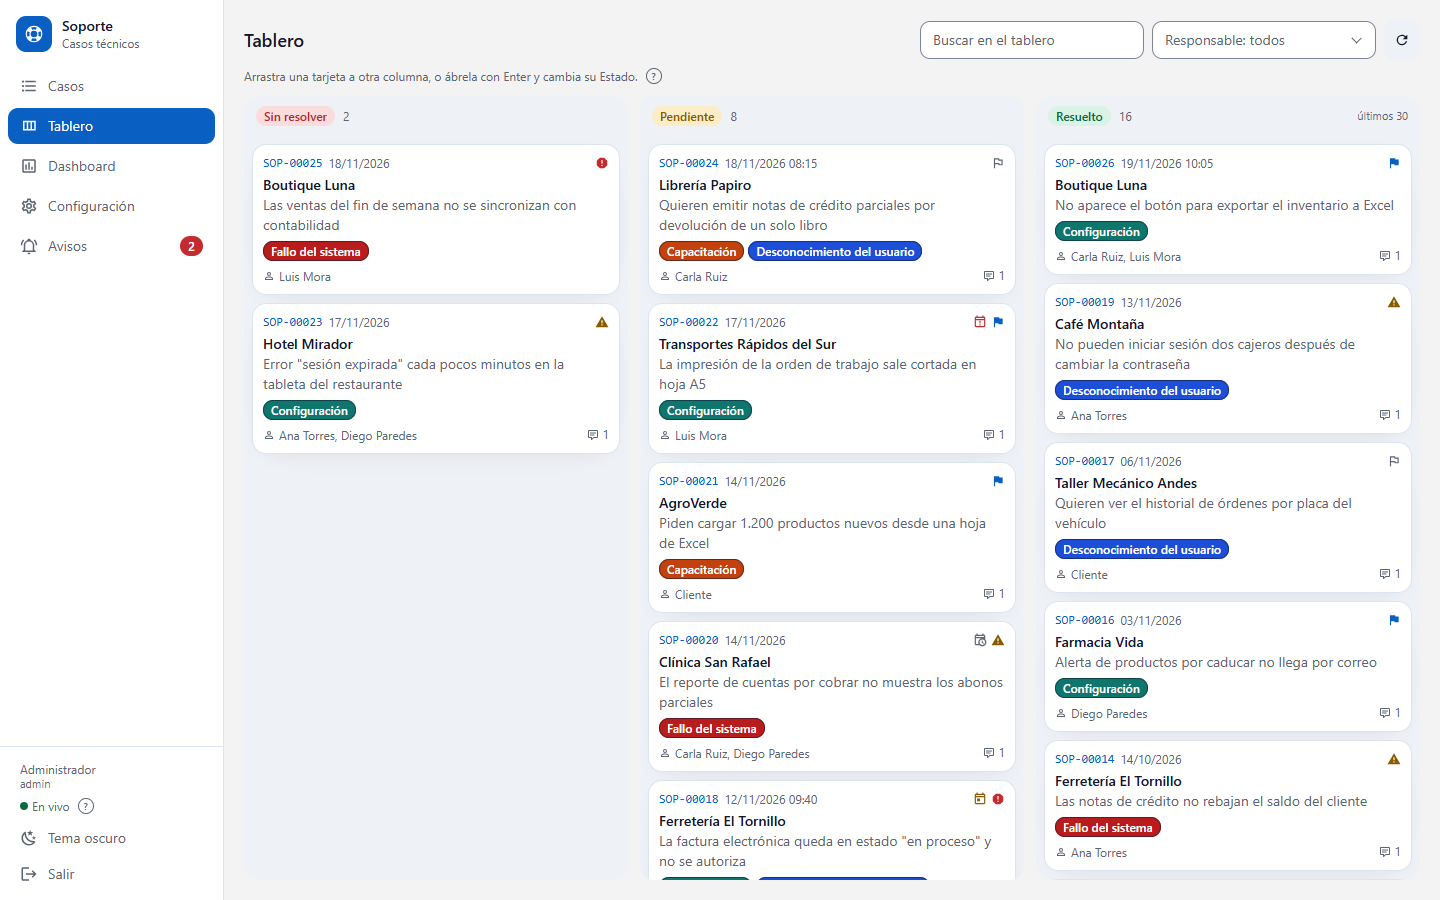 Soporte
Casos técnicos
Casos
Tablero
Dashboard
Configuración
Avisos 2
Administrador
admin
En vivo ?
Tema oscuro
Salir
Tablero
Buscar en el tablero
Responsable: todos
Arrastra una tarjeta a otra columna, o ábrela con Enter y cambia su Estado. ?
Sin resolver 2
SOP-00025 18/11/2026
Boutique Luna
Las ventas del fin de semana no se sincronizan con
contabilidad
Fallo del sistema
Luis Mora
SOP-00023 17/11/2026
Hotel Mirador
Error "sesión expirada" cada pocos minutos en la
tableta del restaurante
Configuración
Ana Torres, Diego Paredes 1
Pendiente 8
SOP-00024 18/11/2026 08:15
Librería Papiro
Quieren emitir notas de crédito parciales por
devolución de un solo libro
Capacitación Desconocimiento del usuario
Carla Ruiz 1
SOP-00022 17/11/2026
Transportes Rápidos del Sur
La impresión de la orden de trabajo sale cortada en
hoja A5
Configuración
Luis Mora 1
SOP-00021 14/11/2026
AgroVerde
Piden cargar 1.200 productos nuevos desde una hoja
de Excel
Capacitación
Cliente 1
SOP-00020 14/11/2026
Clínica San Rafael
El reporte de cuentas por cobrar no muestra los abonos
parciales
Fallo del sistema
Carla Ruiz, Diego Paredes 1
SOP-00018 12/11/2026 09:40
Ferretería El Tornillo
La factura electrónica queda en estado "en proceso" y
no se autoriza
Resuelto 16 últimos 30
SOP-00026 19/11/2026 10:05
Boutique Luna
No aparece el botón para exportar el inventario a Excel
Configuración
Carla Ruiz, Luis Mora 1
SOP-00019 13/11/2026
Café Montaña
No pueden iniciar sesión dos cajeros después de
cambiar la contraseña
Desconocimiento del usuario
Ana Torres 1
SOP-00017 06/11/2026
Taller Mecánico Andes
Quieren ver el historial de órdenes por placa del
vehículo
Desconocimiento del usuario
Cliente 1
SOP-00016 03/11/2026
Farmacia Vida
Alerta de productos por caducar no llega por correo
Configuración
Diego Paredes 1
SOP-00014 14/10/2026
Ferretería El Tornillo
Las notas de crédito no rebajan el saldo del cliente
Fallo del sistema
Ana Torres 1